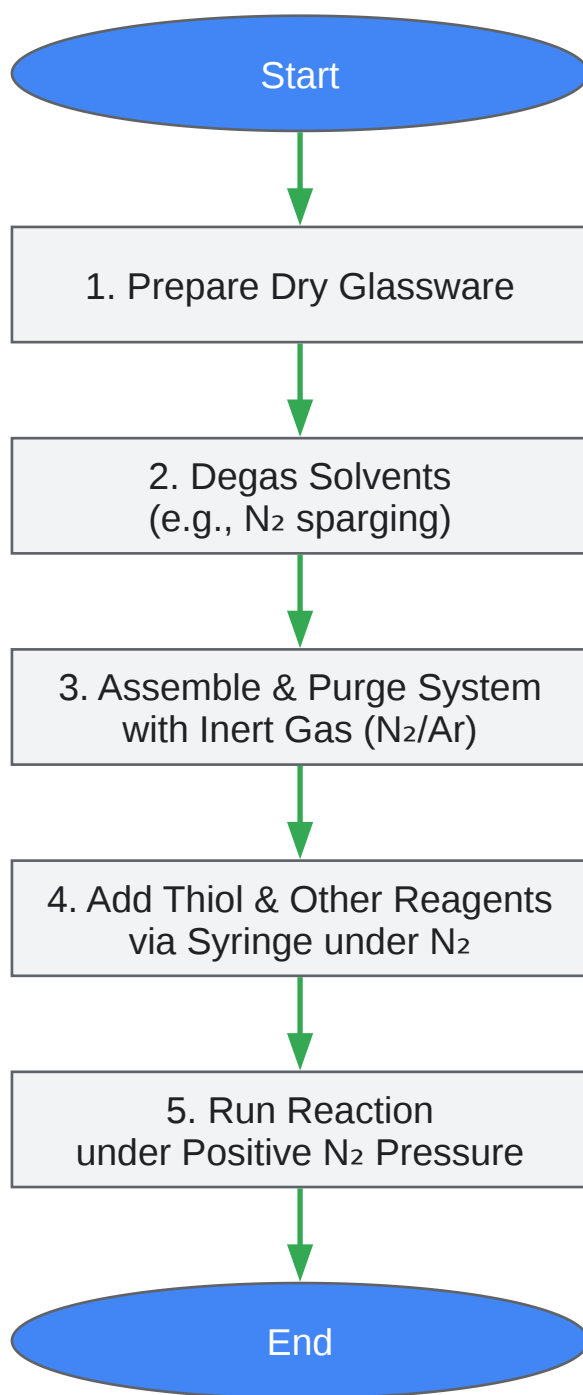 Start
1. Prepare Dry Glassware
2. Degas Solvents
(e.g., N₂ sparging)
3. Assemble & Purge System
with Inert Gas (N₂/Ar)
4. Add Thiol & Other Reagents
via Syringe under N₂
5. Run Reaction
under Positive N₂ Pressure
End